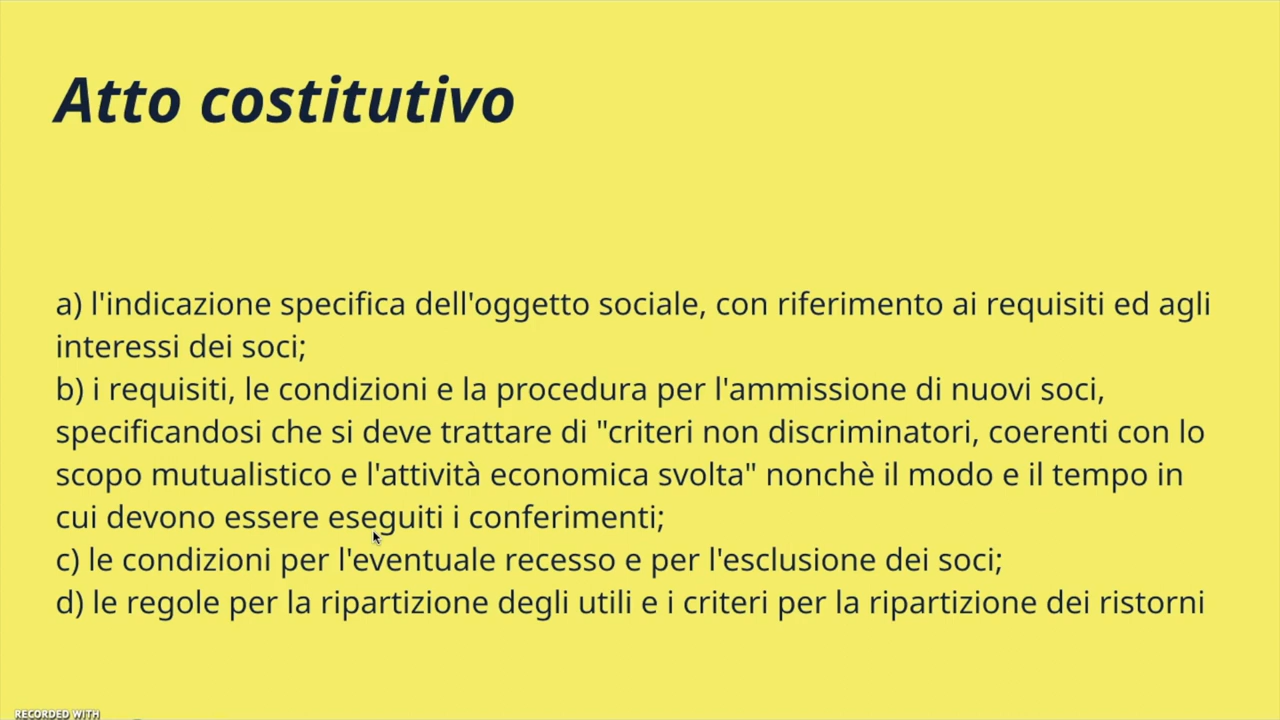 Atto costitutivo
a) l'indicazione specifica dell'oggetto sociale, con riferimento ai requisiti ed agli
interessi dei soci;
b) i requisiti, le condizioni e la procedura per l'ammissione di nuovi soci,
specificandosi che si deve trattare di "criteri non discriminatori, coerenti con lo
scopo mutualistico e l'attività economica svolta" nonchè il modo e il tempo in
cui devono essere eseguiti i conferimenti;
c) le condizioni per l'eventuale recesso e per l'esclusione dei soci;
d) le regole per la ripartizione degli utili e i criteri per la ripartizione dei ristorni
RECORDED WITH